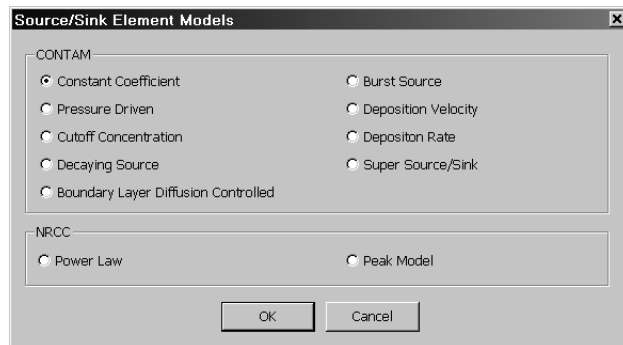 Source/Sink Element Models
CONTAM
Constant Coefficient
Pressure Driven
Cutoff Concentration
Decaying Source
Boundary Layer Diffusion Controlled
Burst Source
Deposition Velocity
Depositon Rate
Super Source/Sink
NRCC
Power Law
Peak Model
OK
Cancel